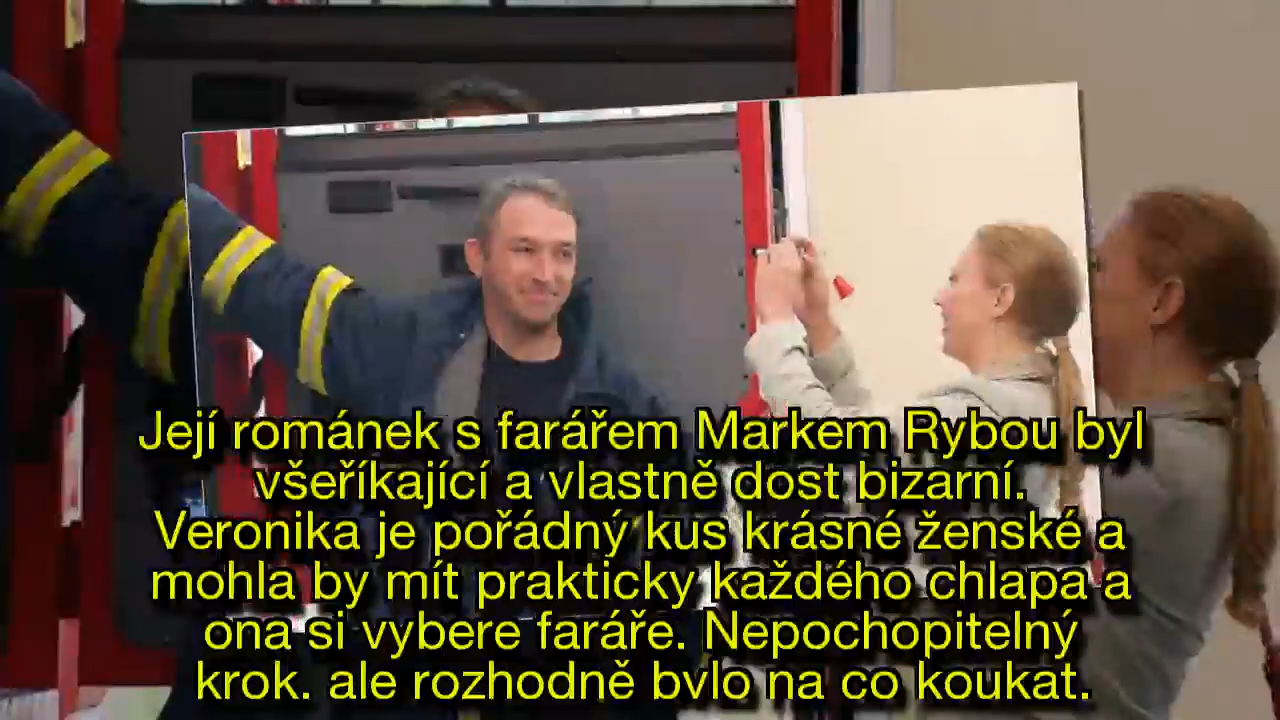 Její románek s farářem Markem Rybou byl
všeříkající a vlastně dost bizarní.
Veronika je pořádný kus krásné ženské a
mohla by mít prakticky každého chlapa a
ona si vybere faráře. Nepochopitelný
krok. ale rozhodně bvlo na co koukat.